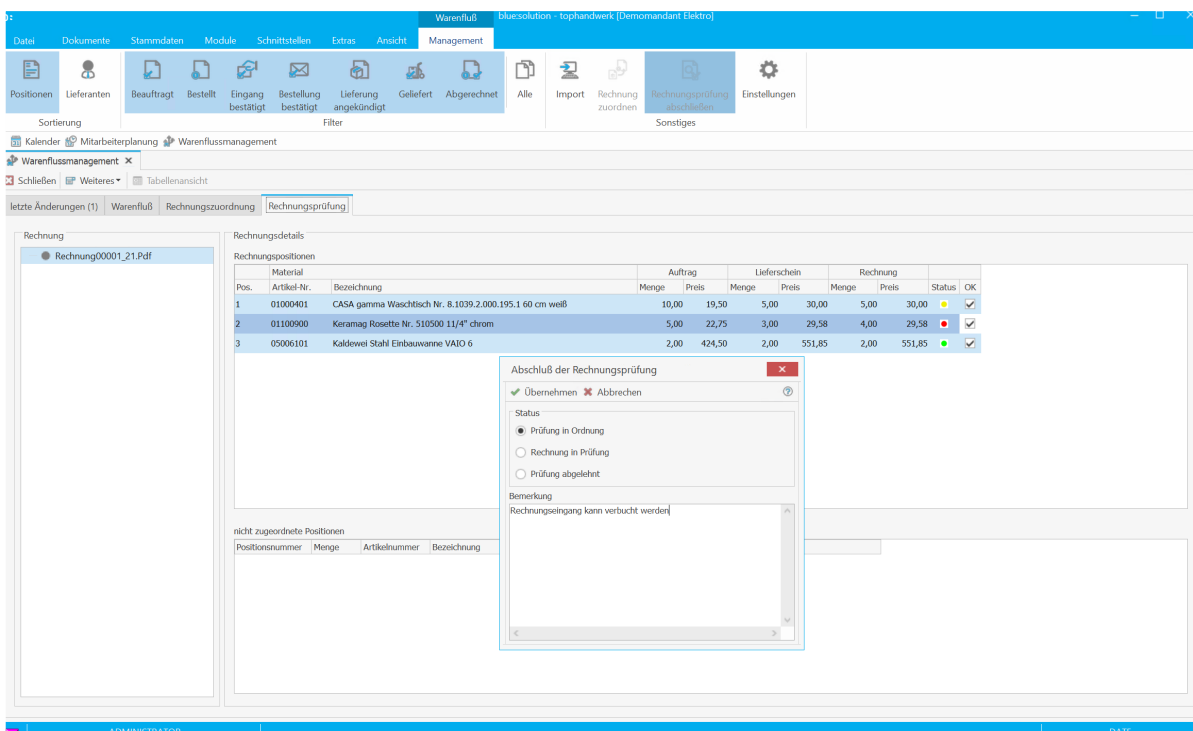 Warenfluß blue:solution - tophandwerk [Demomandant Elektro]
Datei Dokumente Stammdaten Module Schnittstellen Extras Ansicht Management
Positionen Lieferanten Beauftragt Bestellt Eingang bestätigt Bestellung bestätigt Lieferung angekündigt Geliefert Abgerechnet Alle Import Rechnung zuordnen Rechnungsprüfung abschließen Einstellungen
Sortierung Filter Sonstiges
Kalender Mitarbeiterplanung Warenflussmanagement
Warenflussmanagement
Schließen Weiteres Tabellenansicht
letzte Änderungen (1) Warenfluß Rechnungszuordnung Rechnungsprüfung
Rechnung
Rechnung00001_21.Pdf
Rechnungsdetails
Rechnungspositionen
Material Auftrag Lieferschein Rechnung
Pos. Artikel-Nr. Bezeichnung Menge Preis Menge Preis Menge Preis Status OK
1 01000401 CASA gamma Waschtisch Nr. 8.1039.2.000.195.1 60 cm weiß 10,00 19,50 5,00 30,00 5,00 30,00
2 01100900 Keramag Rosette Nr. 510500 11/4" chrom 5,00 22,75 3,00 29,58 4,00 29,58
3 05006101 Kaldewei Stahl Einbauwanne VAIO 6 2,00 424,50 2,00 551,85 2,00 551,85
Abschluß der Rechnungsprüfung
Übernehmen Abbrechen
Status
Prüfung in Ordnung
Rechnung in Prüfung
Prüfung abgelehnt
Bemerkung
Rechnungseingang kann verbucht werden
nicht zugeordnete Positionen
Positionsnummer Menge Artikelnummer Bezeichnung
ADMINISTRATOR